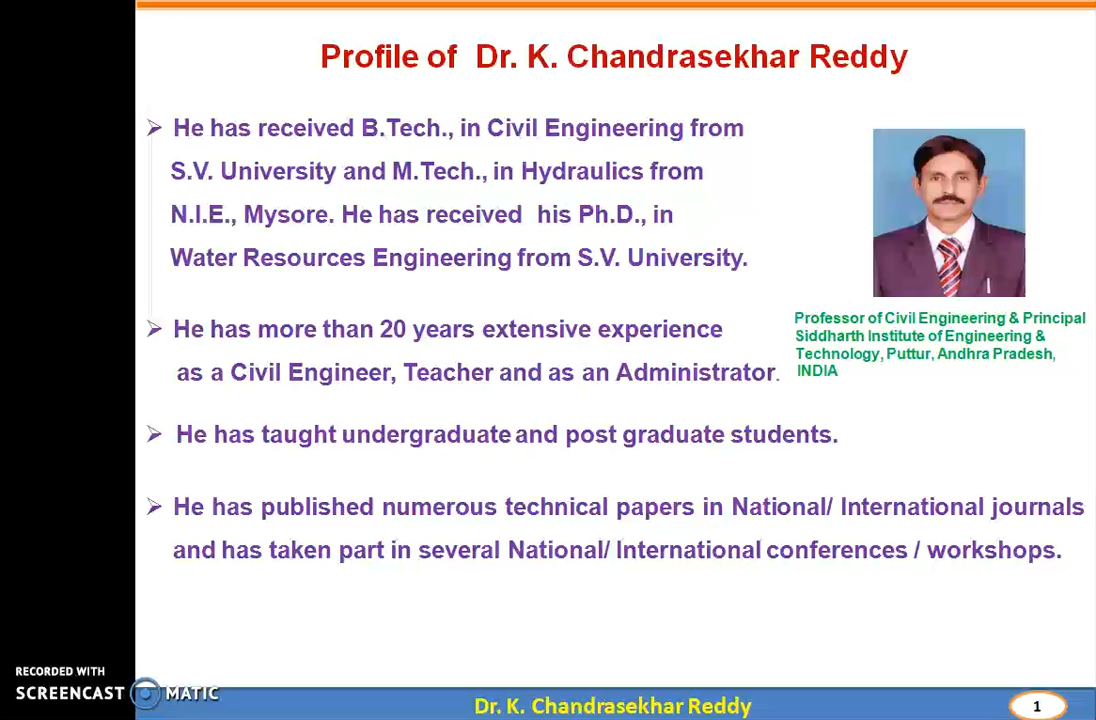 Profile of Dr. K. Chandrasekhar Reddy
➢ He has received B.Tech., in Civil Engineering from
S.V. University and M.Tech., in Hydraulics from
N.I.E., Mysore. He has received his Ph.D., in
Water Resources Engineering from S.V. University.
Professor of Civil Engineering & Principal
Siddharth Institute of Engineering &
Technology, Puttur, Andhra Pradesh,
INDIA
➢ He has more than 20 years extensive experience
as a Civil Engineer, Teacher and as an Administrator.
➢ He has taught undergraduate and post graduate students.
➢ He has published numerous technical papers in National/ International journals
and has taken part in several National/ International conferences / workshops.
RECORDED WITH
SCREENCAST MATIC
Dr. K. Chandrasekhar Reddy
1